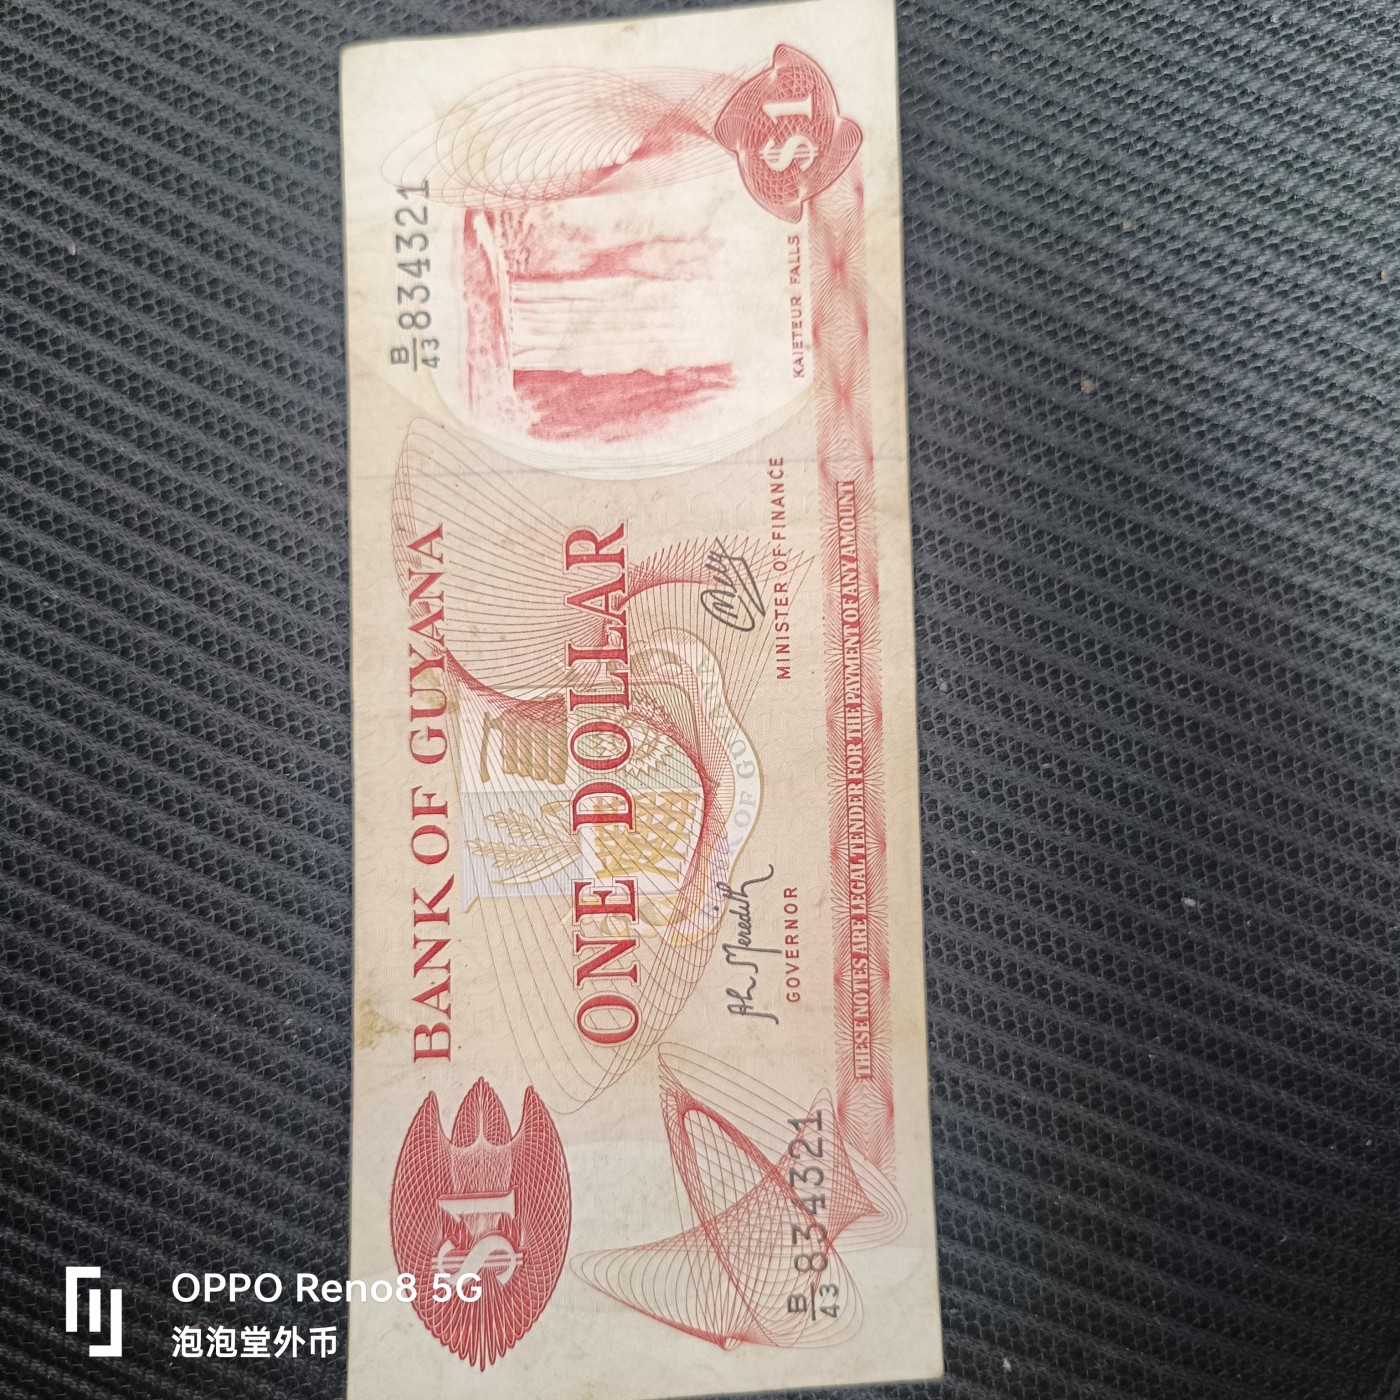 BANK OF GUYANA
B/43 834321
$1
ONE DOLLAR
GOVERNOR
MINISTER OF FINANCE
KAIETEUR FALLS
B/43 834321
THESE NOTES ARE LEGAL TENDER FOR THE PAYMENT OF ANY AMOUNT
$1
OPPO Reno8 5G
泡泡堂外币